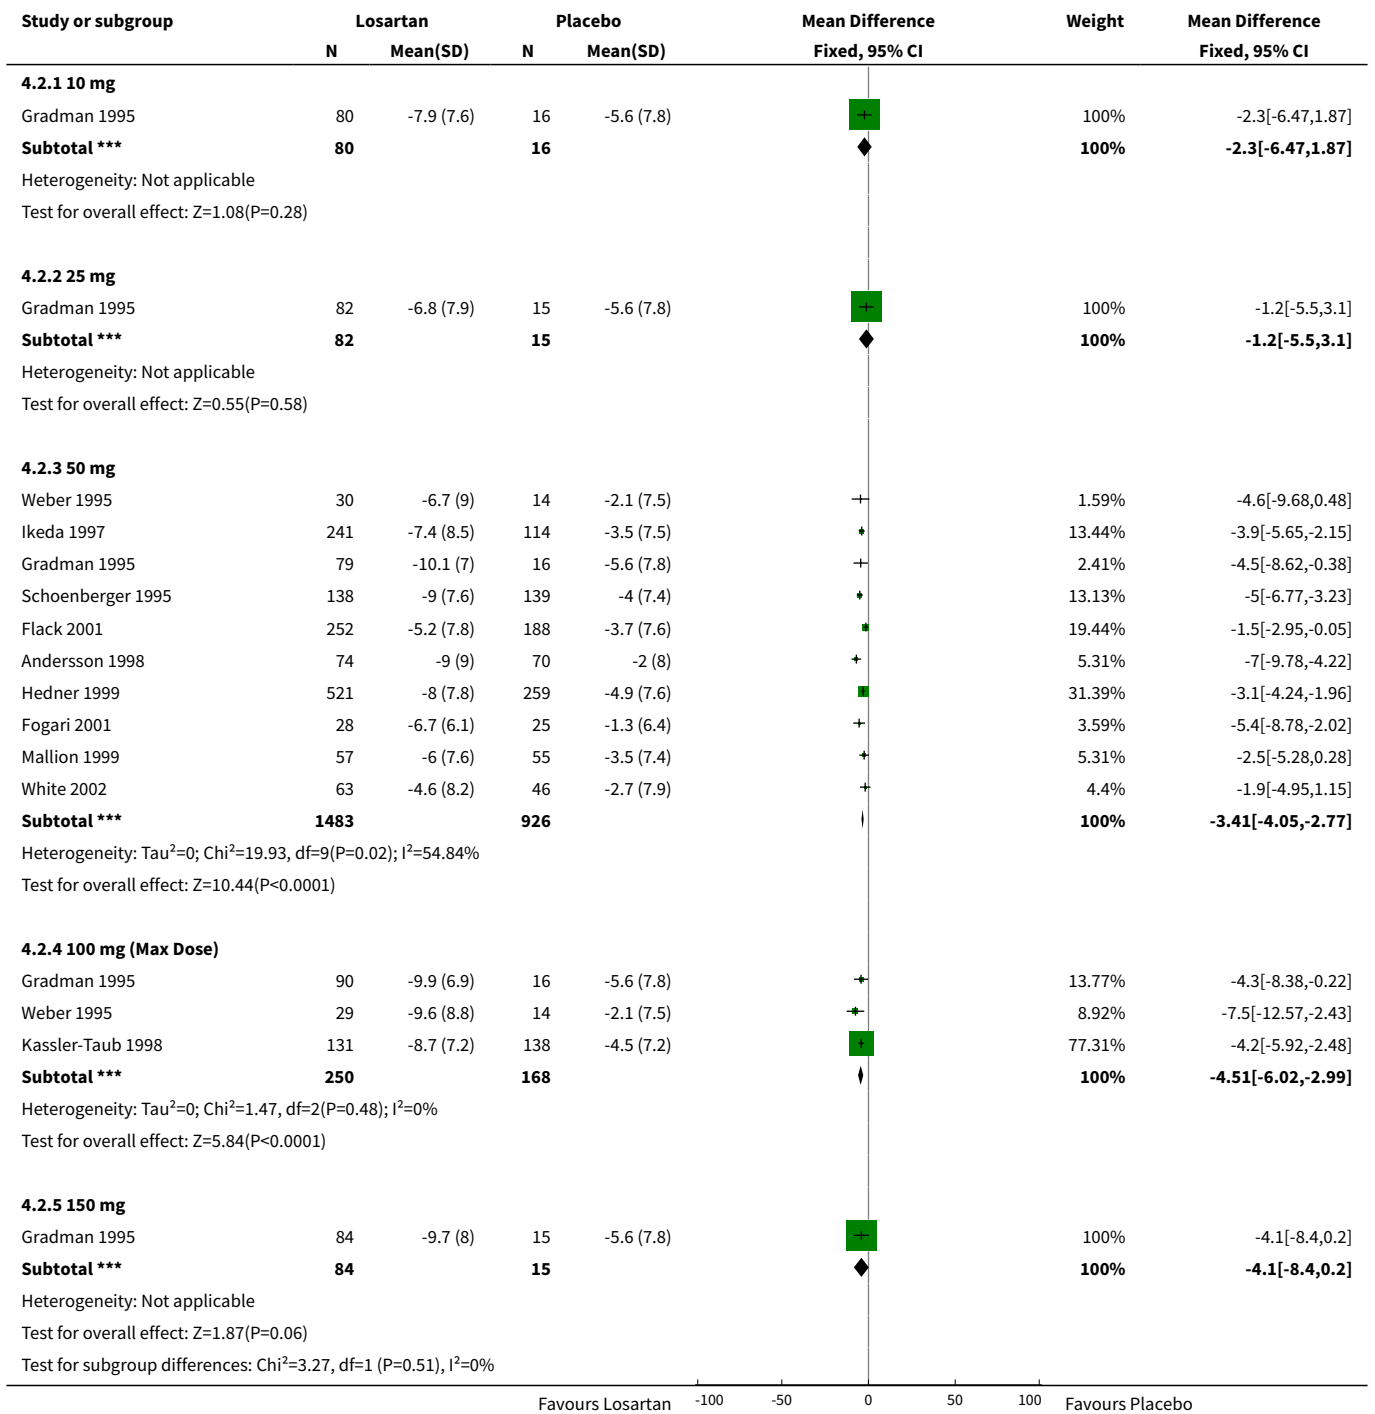 Study or subgroup Losartan Placebo Mean Difference Weight Mean Difference
N Mean(SD) N Mean(SD) Fixed, 95% CI Fixed, 95% CI
4.2.1 10 mg
Gradman 1995 80 -7.9 (7.6) 16 -5.6 (7.8) 100% -2.3[-6.47,1.87]
Subtotal *** 80 16 100% -2.3[-6.47,1.87]
Heterogeneity: Not applicable
Test for overall effect: Z=1.08(P=0.28)
4.2.2 25 mg
Gradman 1995 82 -6.8 (7.9) 15 -5.6 (7.8) 100% -1.2[-5.5,3.1]
Subtotal *** 82 15 100% -1.2[-5.5,3.1]
Heterogeneity: Not applicable
Test for overall effect: Z=0.55(P=0.58)
4.2.3 50 mg
Weber 1995 30 -6.7 (9) 14 -2.1 (7.5) 1.59% -4.6[-9.68,0.48]
Ikeda 1997 241 -7.4 (8.5) 114 -3.5 (7.5) 13.44% -3.9[-5.65,-2.15]
Gradman 1995 79 -10.1 (7) 16 -5.6 (7.8) 2.41% -4.5[-8.62,-0.38]
Schoenberger 1995 138 -9 (7.6) 139 -4 (7.4) 13.13% -5[-6.77,-3.23]
Flack 2001 252 -5.2 (7.8) 188 -3.7 (7.6) 19.44% -1.5[-2.95,-0.05]
Andersson 1998 74 -9 (9) 70 -2 (8) 5.31% -7[-9.78,-4.22]
Hedner 1999 521 -8 (7.8) 259 -4.9 (7.6) 31.39% -3.1[-4.24,-1.96]
Fogari 2001 28 -6.7 (6.1) 25 -1.3 (6.4) 3.59% -5.4[-8.78,-2.02]
Mallion 1999 57 -6 (7.6) 55 -3.5 (7.4) 5.31% -2.5[-5.28,0.28]
White 2002 63 -4.6 (8.2) 46 -2.7 (7.9) 4.4% -1.9[-4.95,1.15]
Subtotal *** 1483 926 100% -3.41[-4.05,-2.77]
Heterogeneity: Tau²=0; Chi²=19.93, df=9(P=0.02); I²=54.84%
Test for overall effect: Z=10.44(P<0.0001)
4.2.4 100 mg (Max Dose)
Gradman 1995 90 -9.9 (6.9) 16 -5.6 (7.8) 13.77% -4.3[-8.38,-0.22]
Weber 1995 29 -9.6 (8.8) 14 -2.1 (7.5) 8.92% -7.5[-12.57,-2.43]
Kassler-Taub 1998 131 -8.7 (7.2) 138 -4.5 (7.2) 77.31% -4.2[-5.92,-2.48]
Subtotal *** 250 168 100% -4.51[-6.02,-2.99]
Heterogeneity: Tau²=0; Chi²=1.47, df=2(P=0.48); I²=0%
Test for overall effect: Z=5.84(P<0.0001)
4.2.5 150 mg
Gradman 1995 84 -9.7 (8) 15 -5.6 (7.8) 100% -4.1[-8.4,0.2]
Subtotal *** 84 15 100% -4.1[-8.4,0.2]
Heterogeneity: Not applicable
Test for overall effect: Z=1.87(P=0.06)
Test for subgroup differences: Chi²=3.27, df=1 (P=0.51), I²=0%
Favours Losartan -100 -50 0 50 100 Favours Placebo